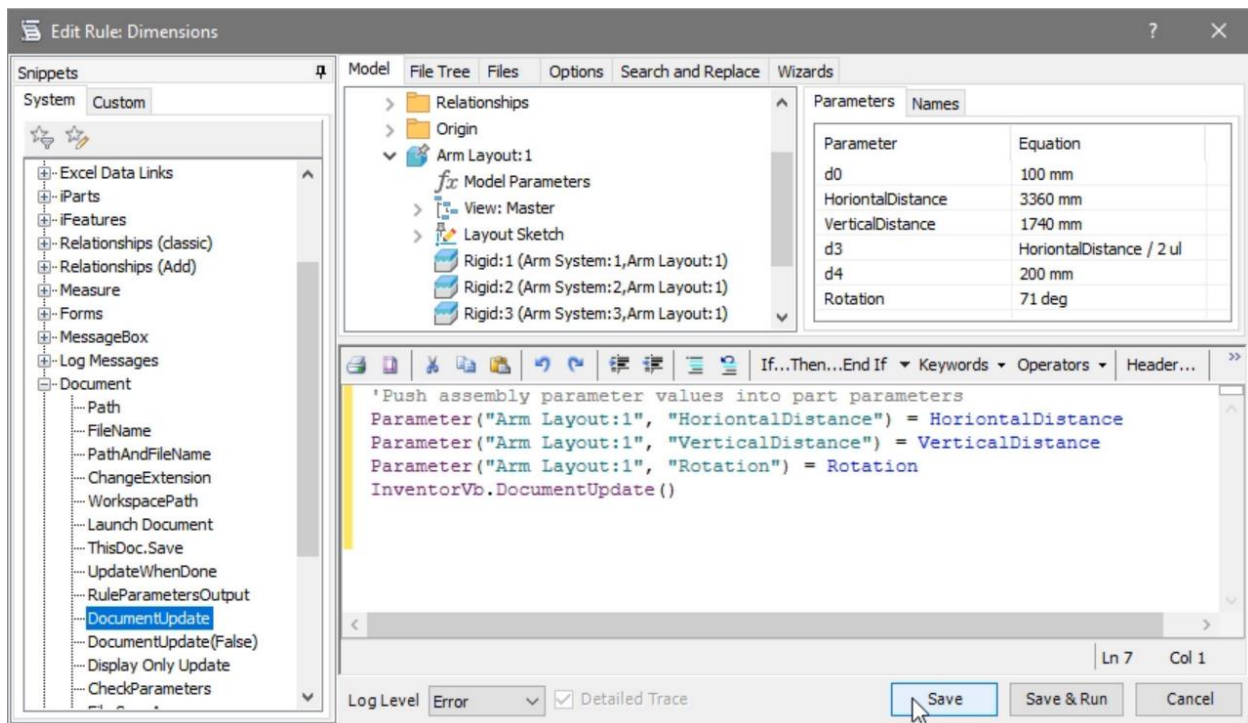 Edit Rule: Dimensions
?
Snippets
System Custom
Excel Data Links
iParts
iFeatures
Relationships (classic)
Relationships (Add)
Measure
Forms
MessageBox
Log Messages
Document
Path
FileName
PathAndFileName
ChangeExtension
WorkspacePath
Launch Document
ThisDoc.Save
UpdateWhenDone
RuleParametersOutput
DocumentUpdate
DocumentUpdate(False)
Display Only Update
CheckParameters
Model File Tree Files Options Search and Replace Wizards
Relationships
Origin
Arm Layout:1
fx Model Parameters
View: Master
Layout Sketch
Rigid:1 (Arm System:1,Arm Layout:1)
Rigid:2 (Arm System:2,Arm Layout:1)
Rigid:3 (Arm System:3,Arm Layout:1)
Parameters Names
Parameter Equation
d0 100 mm
HoriontalDistance 3360 mm
VerticalDistance 1740 mm
d3 HoriontalDistance / 2 ul
d4 200 mm
Rotation 71 deg
If...Then...End If Keywords Operators Header... »
'Push assembly parameter values into part parameters
Parameter("Arm Layout:1", "HoriontalDistance") = HoriontalDistance
Parameter("Arm Layout:1", "VerticalDistance") = VerticalDistance
Parameter("Arm Layout:1", "Rotation") = Rotation
InventorVb.DocumentUpdate()
Ln 7 Col 1
Log Level Error Detailed Trace Save Save & Run Cancel